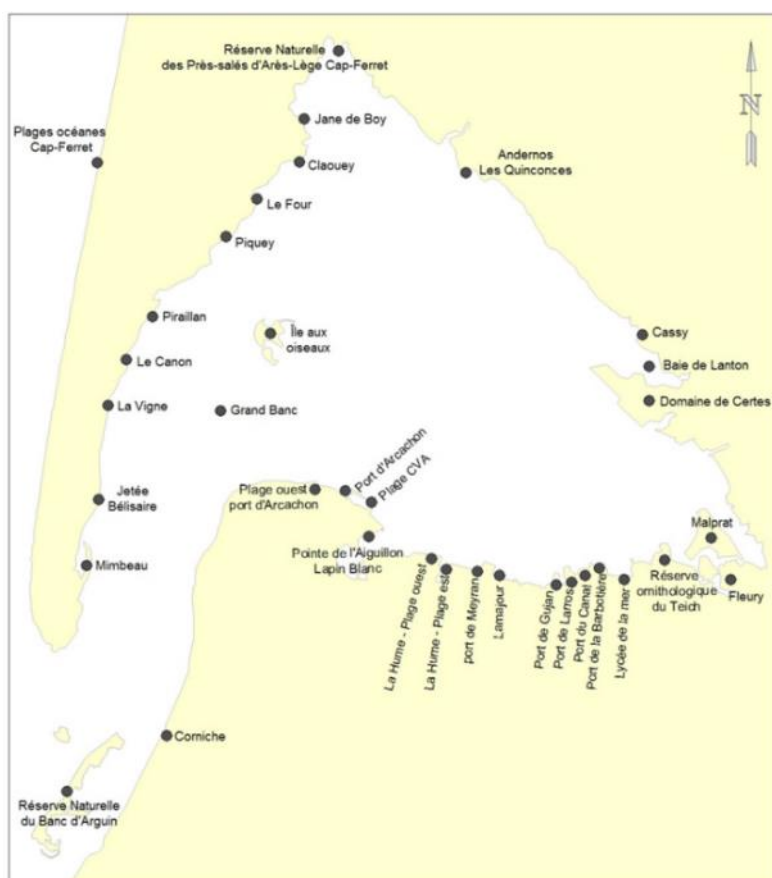 Réserve Naturelle
des Près-salés d'Arès-Lège Cap-Ferret
N
Jane de Boy
Plages océanes
Cap-Ferret
Claouey
Andernos
Les Quinconces
Le Four
Piquey
Piraillan
Île aux
oiseaux
Cassy
Le Canon
Baie de Lanton
La Vigne
Grand Banc
Domaine de Certes
Jetée
Bélisaire
Plage ouest
port d'Arcachon
Port d'Arcachon
Plage CVA
Malprat
Mimbeau
Pointe de l'Aiguillon
Lapin Blanc
La Hume - Plage ouest
La Hume - Plage est
port de Meyran
Lamajour
Port de Gujan
Port de Larros
Port du Canal
Port de la Barbotière
Lycée de la mer
Réserve
ornithologique
du Teich
Fleury
Corniche
Réserve Naturelle
du Banc d'Arguin